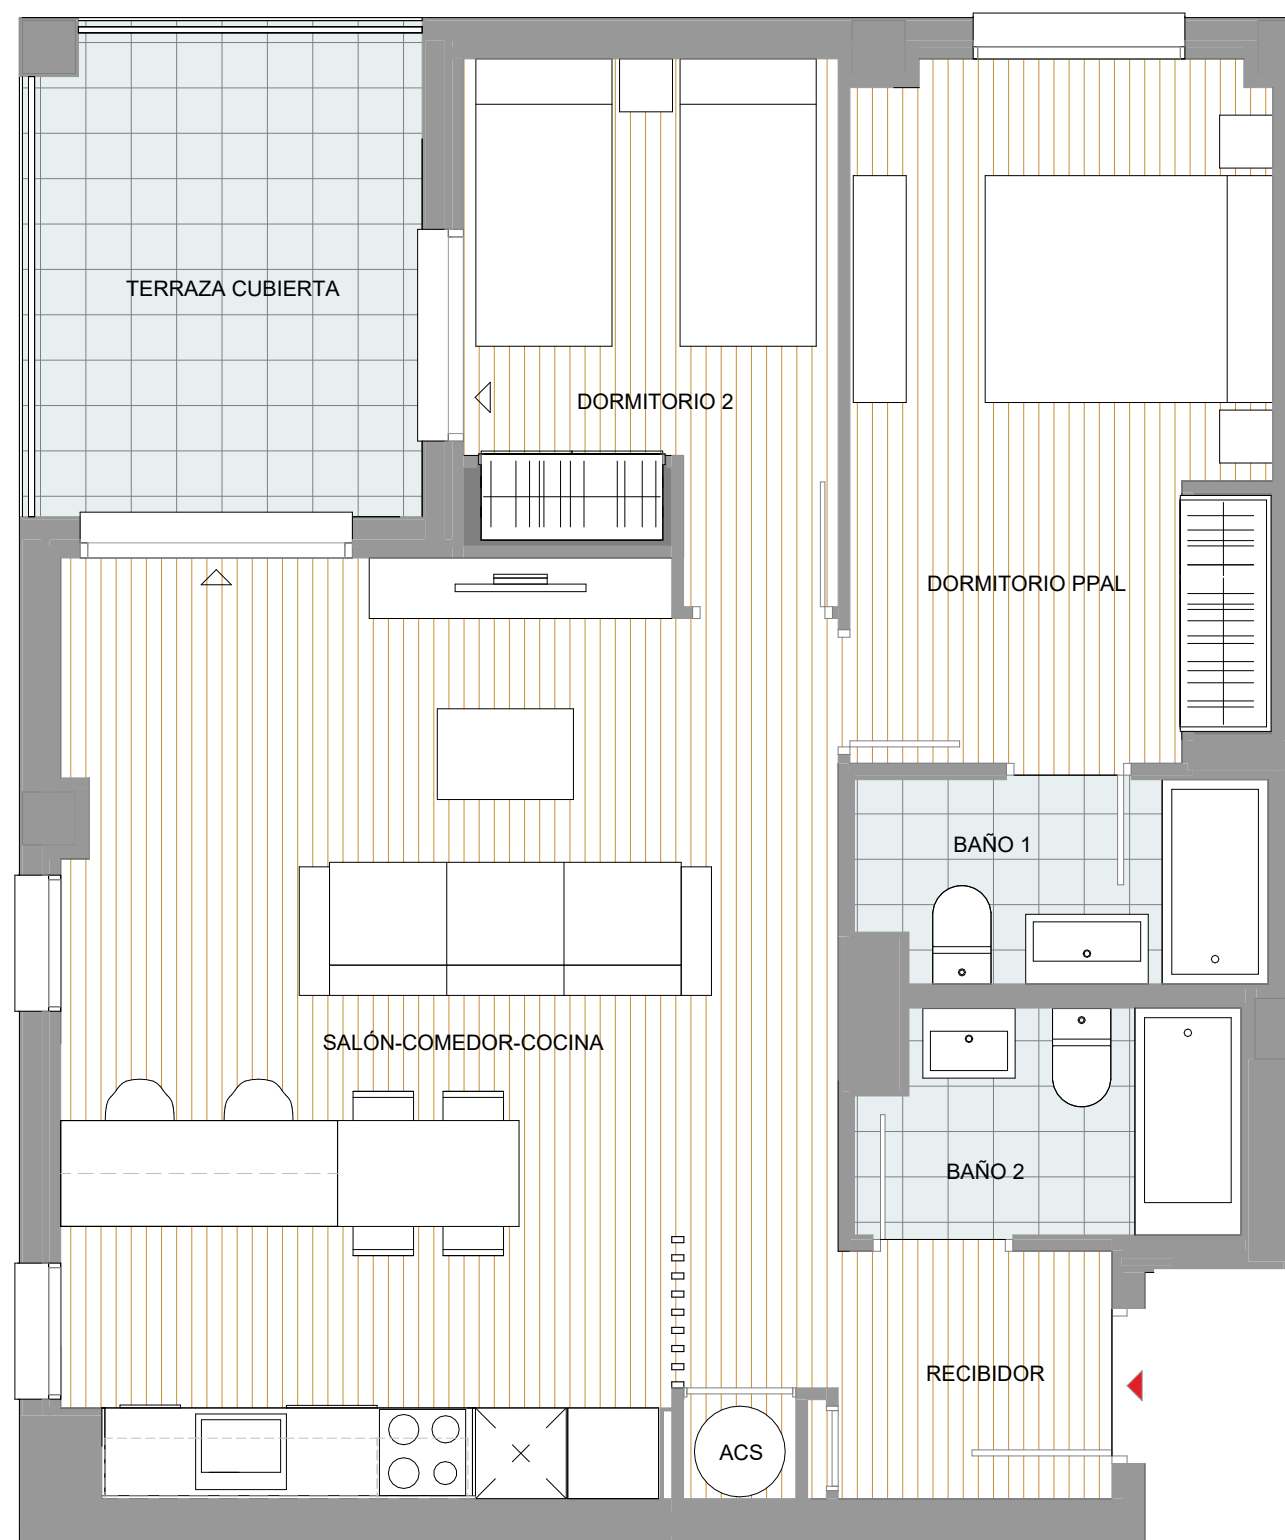 TERRAZA CUBIERTA
DORMITORIO 2
DORMITORIO PPAL
BAÑO 1
SALÓN-COMEDOR-COCINA
BAÑO 2
RECIBIDOR
ACS